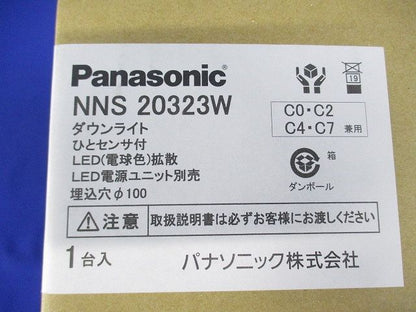 Panasonic
NNS 20323W
ダウンライト
ひとセンサ付
LED(電球色)拡散
LED電源ユニット別売
埋込穴φ100
19
C0・C2
C4・C7 兼用
箱
ダンボール
注意 取扱説明書は必ずお客様にお渡しください
1台入 パナソニック株式会社